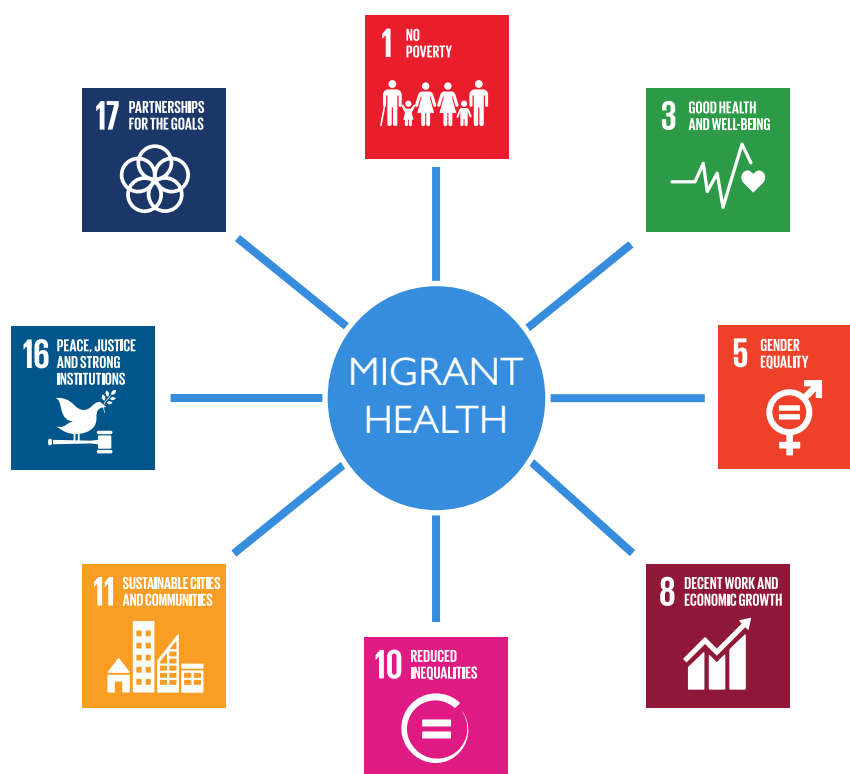 1 NO
POVERTY
3 GOOD HEALTH
AND WELL-BEING
5 GENDER
EQUALITY
8 DECENT WORK AND
ECONOMIC GROWTH
10 REDUCED
INEQUALITIES
11 SUSTAINABLE CITIES
AND COMMUNITIES
16 PEACE, JUSTICE
AND STRONG
INSTITUTIONS
17 PARTNERSHIPS
FOR THE GOALS
MIGRANT
HEALTH